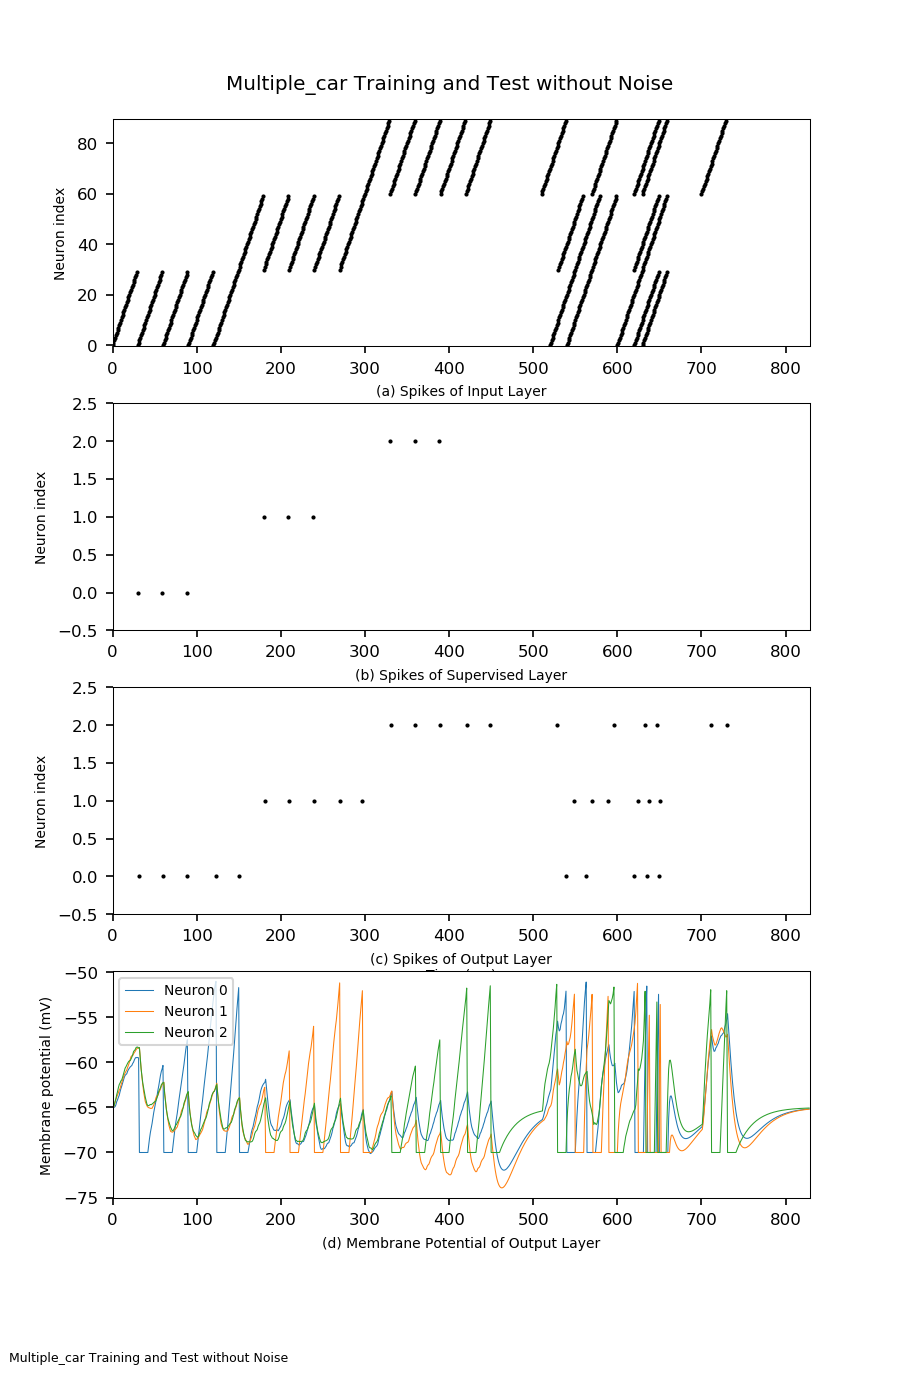 Multiple_car Training and Test without Noise
80
60
40
20
0
Neuron index
0 100 200 300 400 500 600 700 800
(a) Spikes of Input Layer
2.5
2.0
1.5
1.0
0.5
0.0
−0.5
Neuron index
0 100 200 300 400 500 600 700 800
(b) Spikes of Supervised Layer
2.5
2.0
1.5
1.0
0.5
0.0
−0.5
Neuron index
0 100 200 300 400 500 600 700 800
(c) Spikes of Output Layer
−50
−55
−60
−65
−70
−75
Membrane potential (mV)
Neuron 0
Neuron 1
Neuron 2
0 100 200 300 400 500 600 700 800
(d) Membrane Potential of Output Layer
Multiple_car Training and Test without Noise